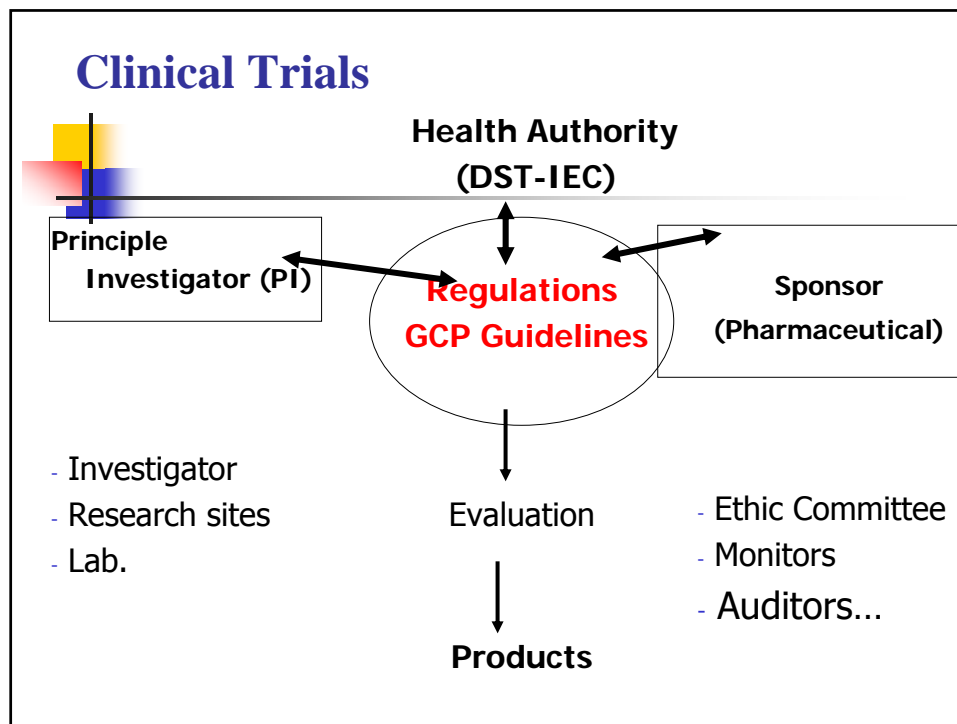 Clinical Trials
Health Authority
(DST-IEC)
Principle
Investigator (PI)
Regulations
GCP Guidelines
Sponsor
(Pharmaceutical)
- Investigator
- Research sites
- Lab.
Evaluation
- Ethic Committee
- Monitors
- Auditors...
Products